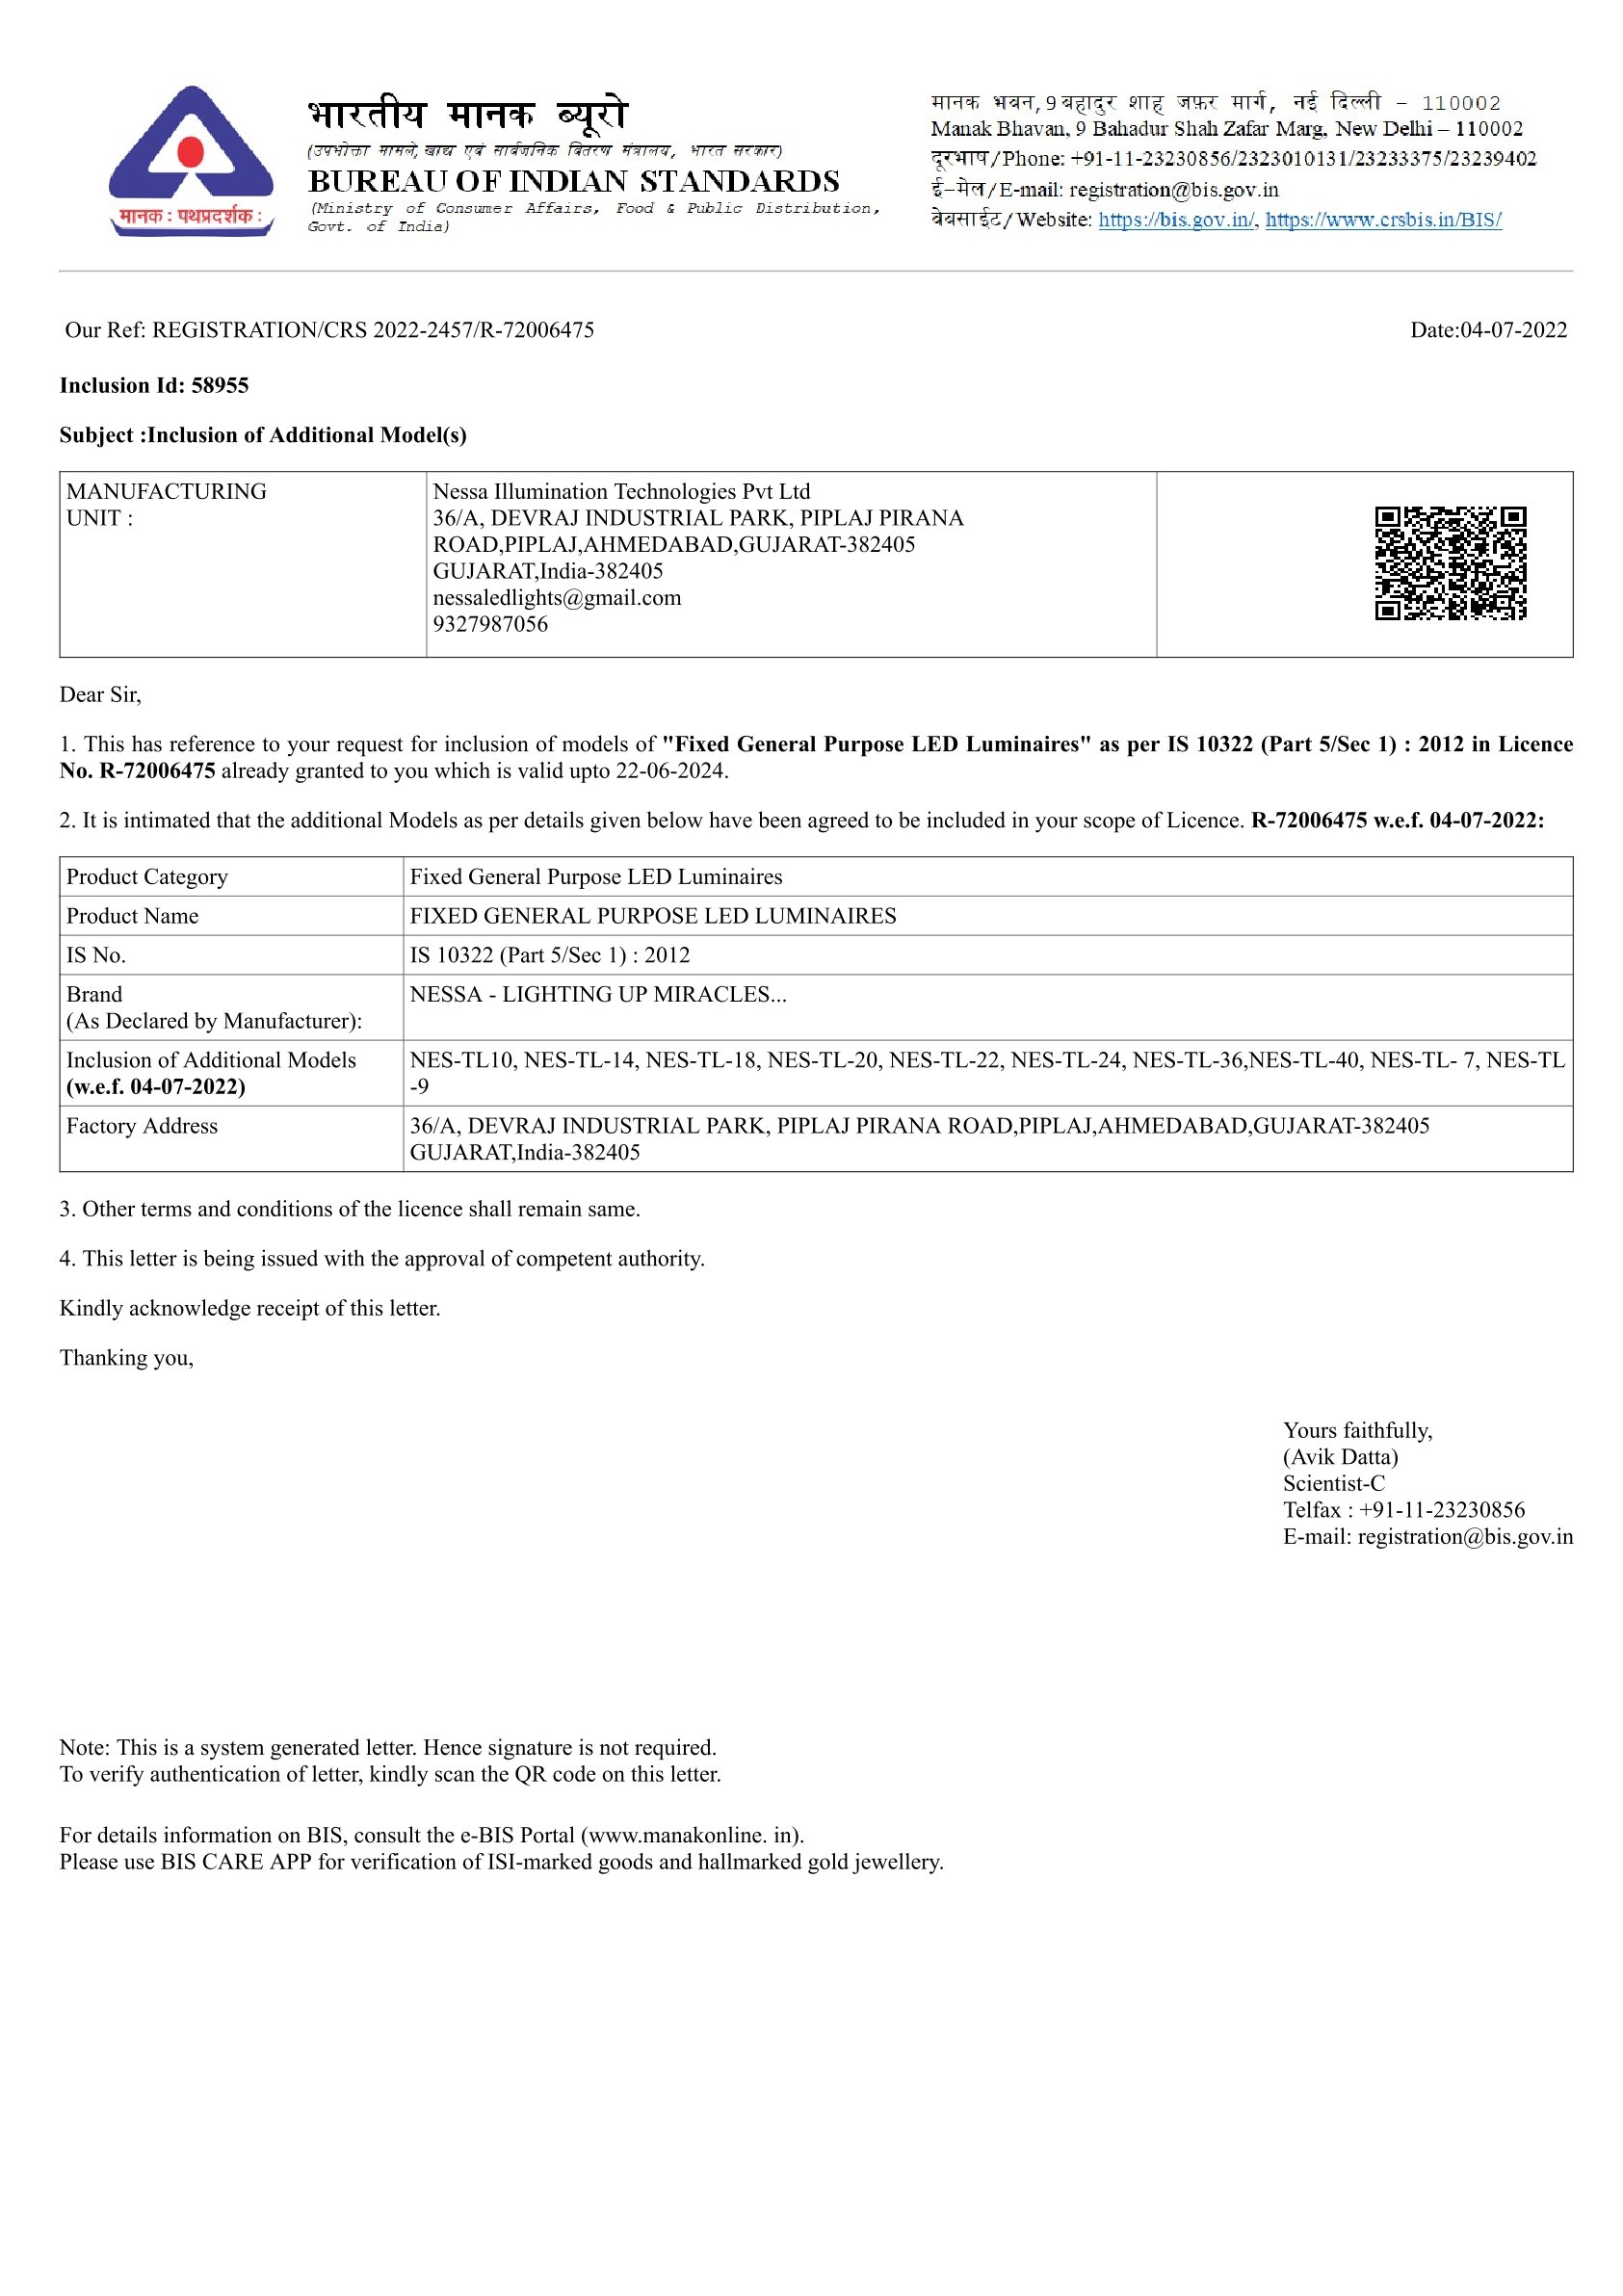 मानक : पथप्रदर्शक :
भारतीय मानक ब्यूरो
(उपभोक्ता मामले, खाद्य एवं सार्वजनिक वितरण मंत्रालय, भारत सरकार)
BUREAU OF INDIAN STANDARDS
(Ministry of Consumer Affairs, Food & Public Distribution,
Govt. of India)
मानक भवन, 9 बहादुर शाह जफ़र मार्ग, नई दिल्ली – 110002
Manak Bhavan, 9 Bahadur Shah Zafar Marg, New Delhi – 110002
दूरभाष/Phone: +91-11-23230856/2323010131/23233375/23239402
ई-मेल/E-mail: registration@bis.gov.in
वेबसाईट/Website: https://bis.gov.in/, https://www.crsbis.in/BIS/
Our Ref: REGISTRATION/CRS 2022-2457/R-72006475 Date:04-07-2022
Inclusion Id: 58955
Subject :Inclusion of Additional Model(s)
MANUFACTURING
UNIT :
Nessa Illumination Technologies Pvt Ltd
36/A, DEVRAJ INDUSTRIAL PARK, PIPLAJ PIRANA
ROAD,PIPLAJ,AHMEDABAD,GUJARAT-382405
GUJARAT,India-382405
nessaledlights@gmail.com
9327987056
Dear Sir,
1. This has reference to your request for inclusion of models of "Fixed General Purpose LED Luminaires" as per IS 10322 (Part 5/Sec 1) : 2012 in Licence
No. R-72006475 already granted to you which is valid upto 22-06-2024.
2. It is intimated that the additional Models as per details given below have been agreed to be included in your scope of Licence. R-72006475 w.e.f. 04-07-2022:
Product Category Fixed General Purpose LED Luminaires
Product Name FIXED GENERAL PURPOSE LED LUMINAIRES
IS No. IS 10322 (Part 5/Sec 1) : 2012
Brand
(As Declared by Manufacturer):
NESSA - LIGHTING UP MIRACLES...
Inclusion of Additional Models
(w.e.f. 04-07-2022)
NES-TL10, NES-TL-14, NES-TL-18, NES-TL-20, NES-TL-22, NES-TL-24, NES-TL-36,NES-TL-40, NES-TL- 7, NES-TL
-9
Factory Address
36/A, DEVRAJ INDUSTRIAL PARK, PIPLAJ PIRANA ROAD,PIPLAJ,AHMEDABAD,GUJARAT-382405
GUJARAT,India-382405
3. Other terms and conditions of the licence shall remain same.
4. This letter is being issued with the approval of competent authority.
Kindly acknowledge receipt of this letter.
Thanking you,
Yours faithfully,
(Avik Datta)
Scientist-C
Telfax : +91-11-23230856
E-mail: registration@bis.gov.in
Note: This is a system generated letter. Hence signature is not required.
To verify authentication of letter, kindly scan the QR code on this letter.
For details information on BIS, consult the e-BIS Portal (www.manakonline. in).
Please use BIS CARE APP for verification of ISI-marked goods and hallmarked gold jewellery.